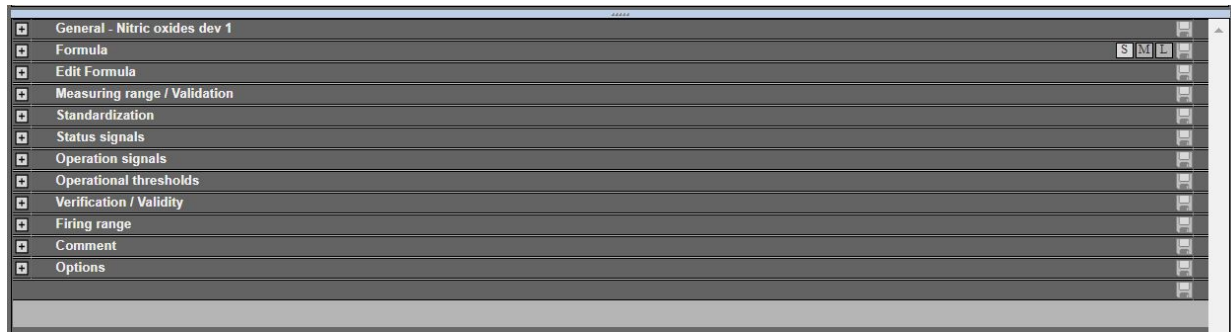 General - Nitric oxides dev 1
Formula S M L
Edit Formula
Measuring range / Validation
Standardization
Status signals
Operation signals
Operational thresholds
Verification / Validity
Firing range
Comment
Options